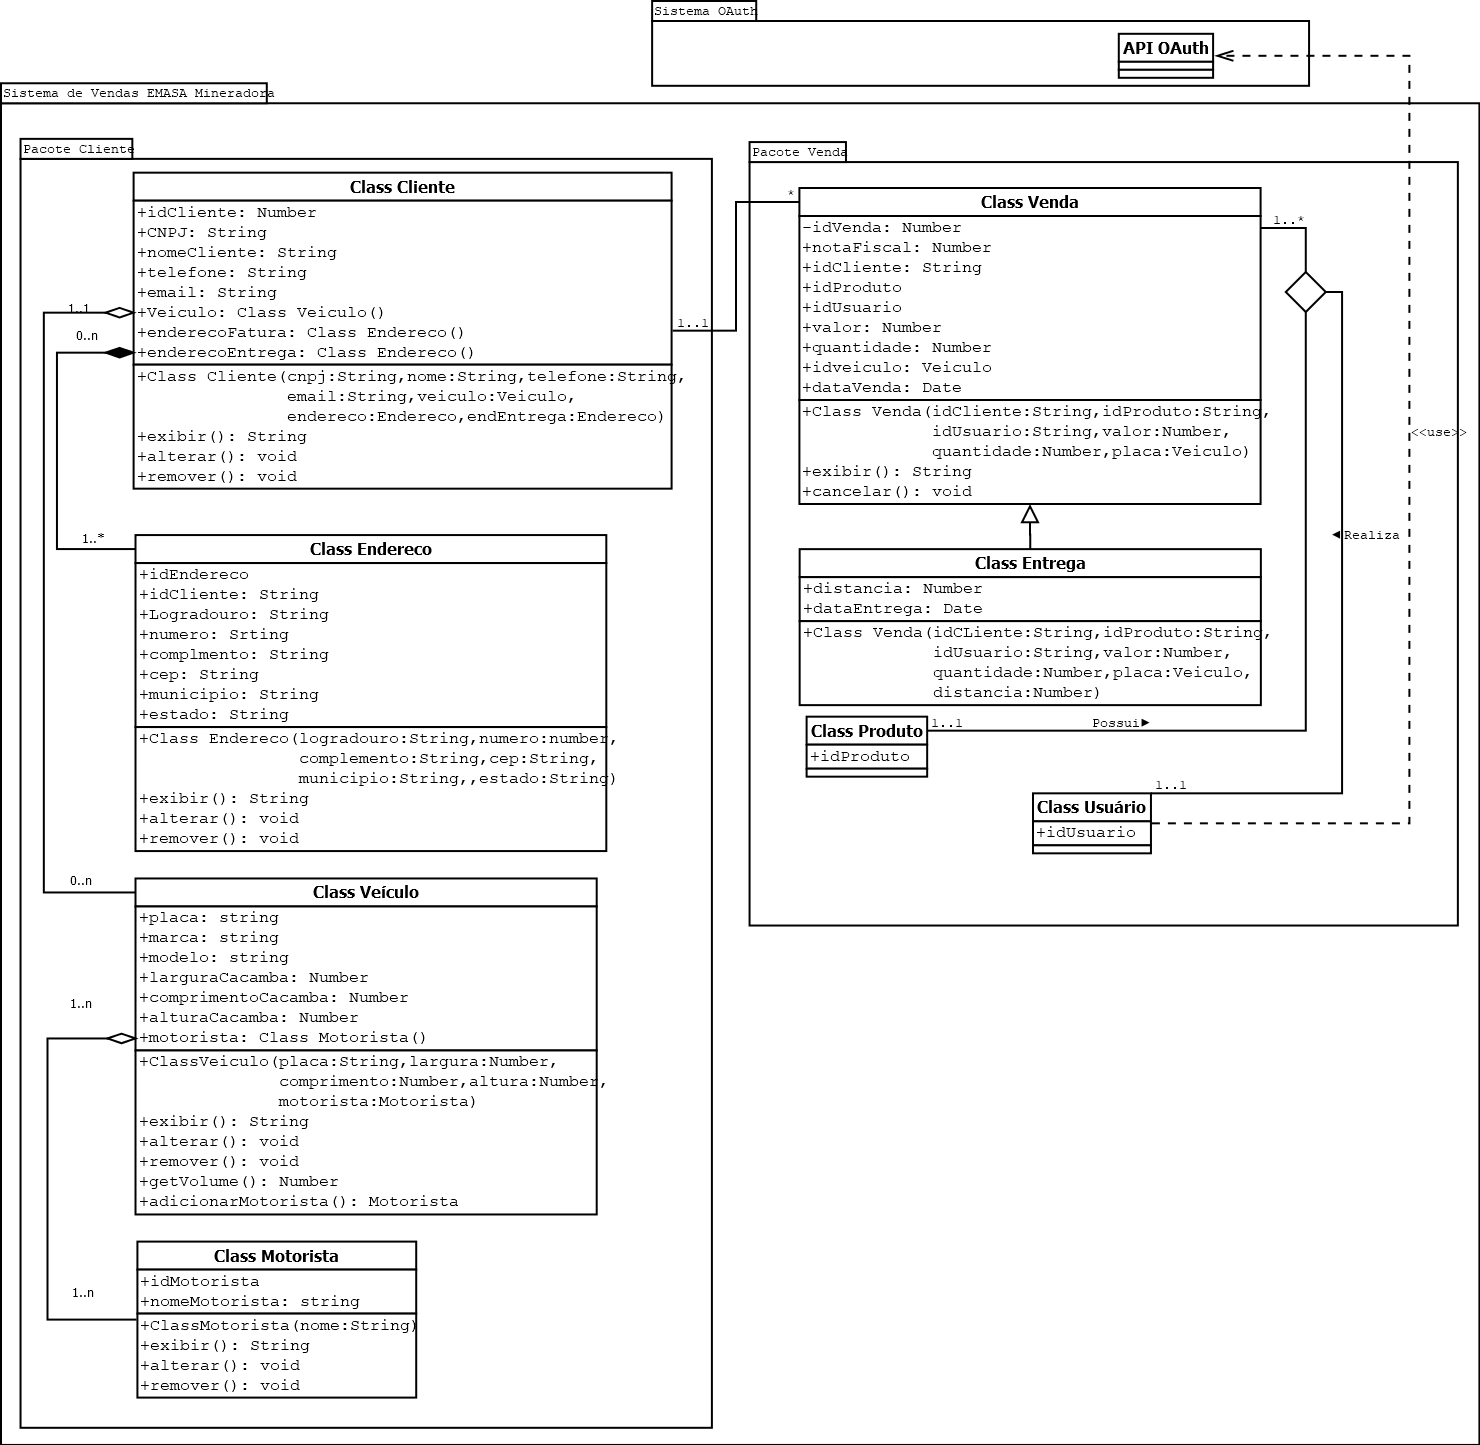 Sistema OAuth
API OAuth
Sistema de Vendas EMASA Mineradora
Pacote Cliente
Class Cliente
+idCliente: Number
+CNPJ: String
+nomeCliente: String
+telefone: String
+email: String
+Veiculo: Class Veiculo()
+enderecoFatura: Class Endereco()
+enderecoEntrega: Class Endereco()
+Class Cliente(cnpj:String,nome:String,telefone:String,
email:String,veiculo:Veiculo,
endereco:Endereco,endEntrega:Endereco)
+exibir(): String
+alterar(): void
+remover(): void
1..1
0..n
1..1
1..*
Class Endereco
+idEndereco
+idCliente: String
+Logradouro: String
+numero: Srting
+complmento: String
+cep: String
+municipio: String
+estado: String
+Class Endereco(logradouro:String,numero:number,
complemento:String,cep:String,
municipio:String,,estado:String)
+exibir(): String
+alterar(): void
+remover(): void
0..n
Class Veículo
+placa: string
+marca: string
+modelo: string
+larguraCacamba: Number
+comprimentoCacamba: Number
+alturaCacamba: Number
+motorista: Class Motorista()
+ClassVeiculo(placa:String,largura:Number,
comprimento:Number,altura:Number,
motorista:Motorista)
+exibir(): String
+alterar(): void
+remover(): void
+getVolume(): Number
+adicionarMotorista(): Motorista
1..n
1..n
Class Motorista
+idMotorista
+nomeMotorista: string
+ClassMotorista(nome:String)
+exibir(): String
+alterar(): void
+remover(): void
Pacote Venda
*
Class Venda
-idVenda: Number
+notaFiscal: Number
+idCliente: String
+idProduto
+idUsuario
+valor: Number
+quantidade: Number
+idveiculo: Veiculo
+dataVenda: Date
+Class Venda(idCliente:String,idProduto:String,
idUsuario:String,valor:Number,
quantidade:Number,placa:Veiculo)
+exibir(): String
+cancelar(): void
1..*
<<use>>
Realiza
Class Entrega
+distancia: Number
+dataEntrega: Date
+Class Venda(idCLiente:String,idProduto:String,
idUsuario:String,valor:Number,
quantidade:Number,placa:Veiculo,
distancia:Number)
1..1
Possui
Class Produto
+idProduto
1..1
Class Usuário
+idUsuario